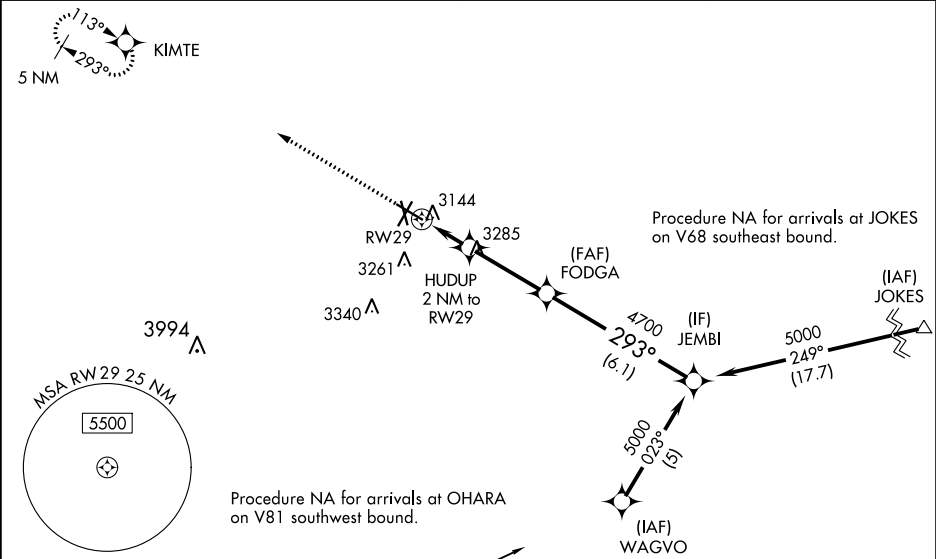 113°
293°
KIMTE
5 NM
3144
RW29
3285
3261
HUDUP
2 NM to
RW29
3340
(FAF)
FODGA
Procedure NA for arrivals at JOKES
on V68 southeast bound.
(IAF)
JOKES
4700
293°
(6.1)
(IF)
JEMBI
5000
249°
(17.7)
3994
MSA RW29 25 NM
5500
5000
023°
(5)
Procedure NA for arrivals at OHARA
on V81 southwest bound.
(IAF)
WAGVO